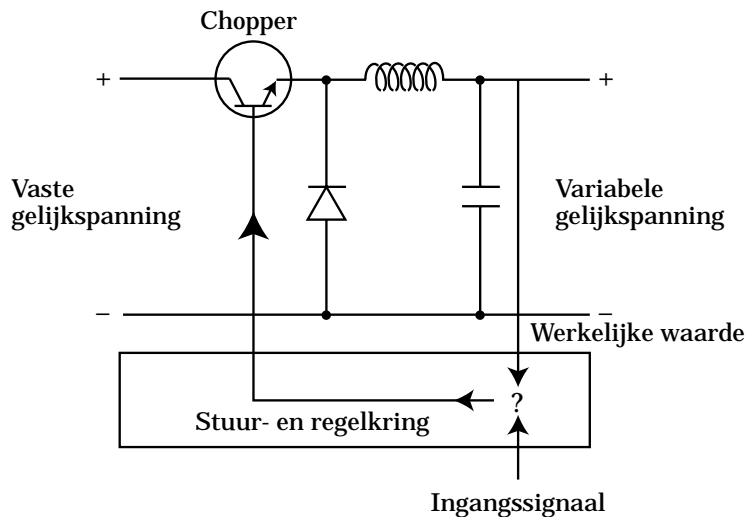 Chopper
+
+
Vaste
gelijkspanning
Variabele
gelijkspanning
−
−
Werkelijke waarde
?
Stuur- en regelkring
Ingangssignaal